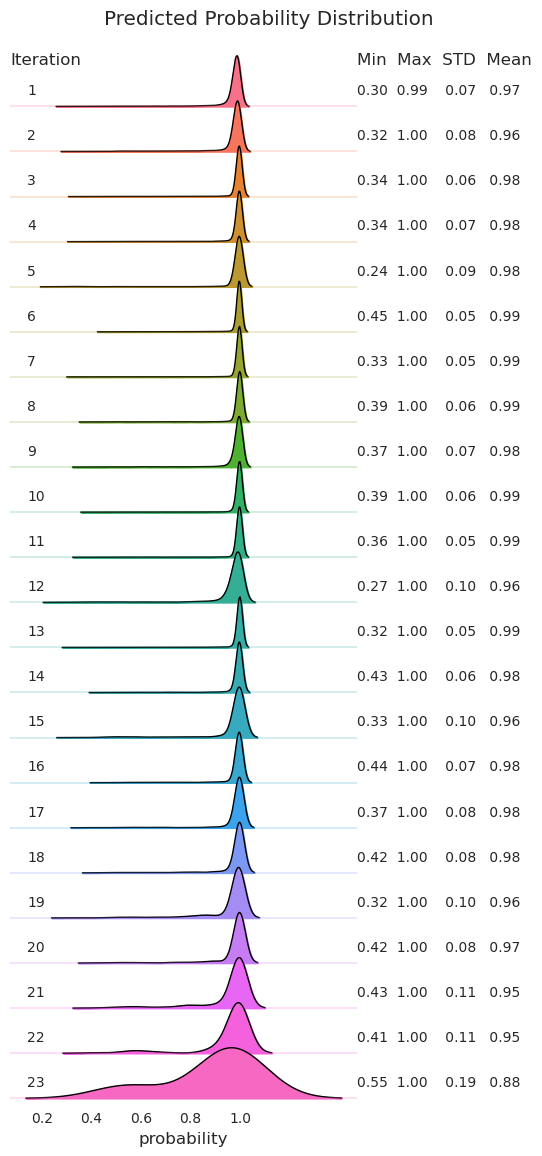 Predicted Probability Distribution
Iteration Min Max STD Mean
1 0.30 0.99 0.07 0.97
2 0.32 1.00 0.08 0.96
3 0.34 1.00 0.06 0.98
4 0.34 1.00 0.07 0.98
5 0.24 1.00 0.09 0.98
6 0.45 1.00 0.05 0.99
7 0.33 1.00 0.05 0.99
8 0.39 1.00 0.06 0.99
9 0.37 1.00 0.07 0.98
10 0.39 1.00 0.06 0.99
11 0.36 1.00 0.05 0.99
12 0.27 1.00 0.10 0.96
13 0.32 1.00 0.05 0.99
14 0.43 1.00 0.06 0.98
15 0.33 1.00 0.10 0.96
16 0.44 1.00 0.07 0.98
17 0.37 1.00 0.08 0.98
18 0.42 1.00 0.08 0.98
19 0.32 1.00 0.10 0.96
20 0.42 1.00 0.08 0.97
21 0.43 1.00 0.11 0.95
22 0.41 1.00 0.11 0.95
23 0.55 1.00 0.19 0.88
0.2 0.4 0.6 0.8 1.0
probability